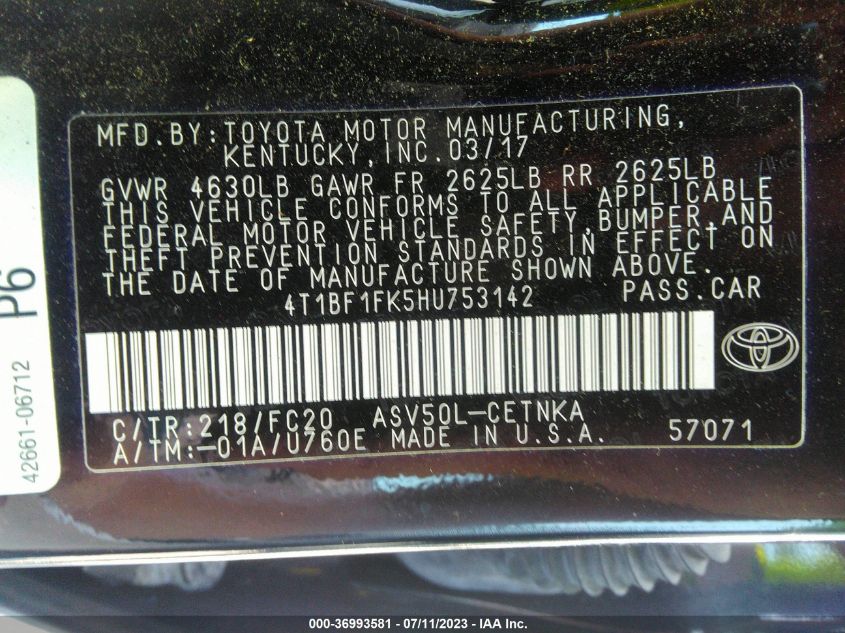 MFD. BY: TOYOTA MOTOR MANUFACTURING,
KENTUCKY, INC. 03/17
GVWR 4630LB GAWR FR 2625LB RR 2625LB
THIS VEHICLE CONFORMS TO ALL APPLICABLE
FEDERAL MOTOR VEHICLE SAFETY, BUMPER, AND
THEFT PREVENTION STANDARDS IN EFFECT ON
THE DATE OF MANUFACTURE SHOWN ABOVE.
4T1BF1FK5HU753142 PASS. CAR
C/TR: 218/FC20 ASV50L-CETNKA
A/TM: -01A/U760E MADE IN U.S.A. 57071
P6
42661-06712
000-36993581 - 07/11/2023 - IAA Inc.